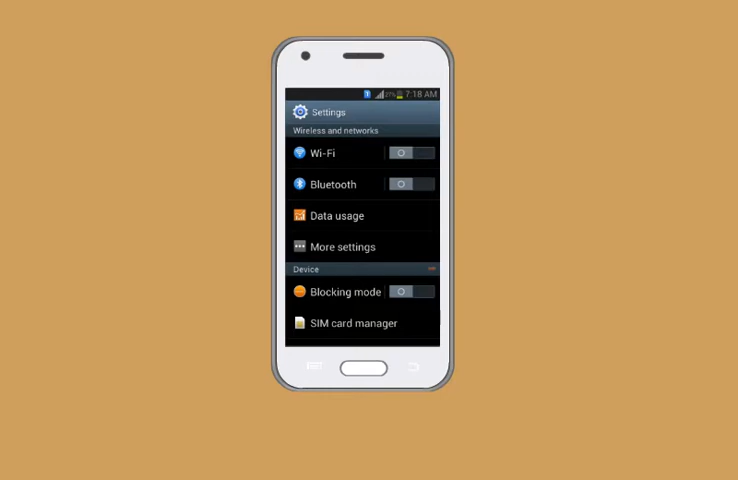 27% 7:18 AM
Settings
Wireless and networks
Wi-Fi
Bluetooth
Data usage
More settings
Device
Blocking mode
SIM card manager